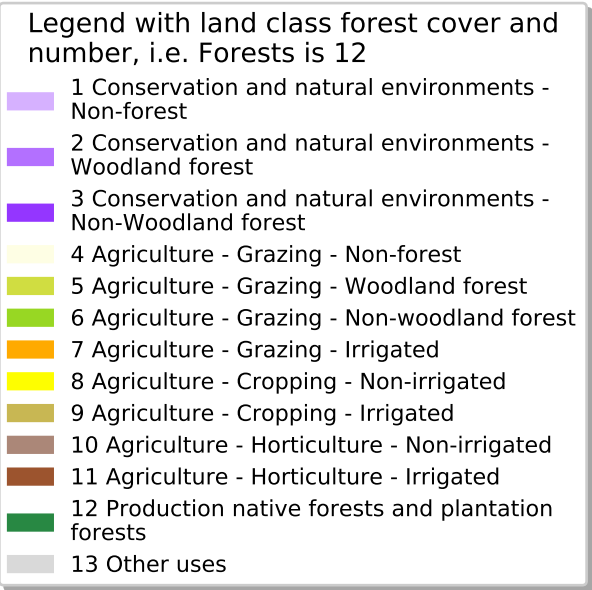 Legend with land class forest cover and
number, i.e. Forests is 12
1 Conservation and natural environments -
Non-forest
2 Conservation and natural environments -
Woodland forest
3 Conservation and natural environments -
Non-Woodland forest
4 Agriculture - Grazing - Non-forest
5 Agriculture - Grazing - Woodland forest
6 Agriculture - Grazing - Non-woodland forest
7 Agriculture - Grazing - Irrigated
8 Agriculture - Cropping - Non-irrigated
9 Agriculture - Cropping - Irrigated
10 Agriculture - Horticulture - Non-irrigated
11 Agriculture - Horticulture - Irrigated
12 Production native forests and plantation
forests
13 Other uses